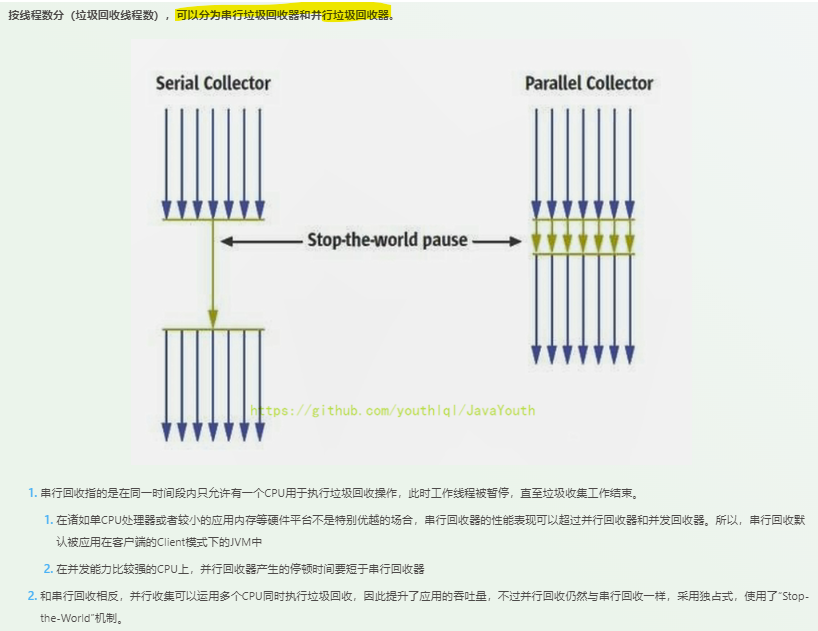 按线程数分（垃圾回收线程数），可以分为串行垃圾回收器和并行垃圾回收器。
Serial Collector
Parallel Collector
Stop-the-world pause
https://github.com/youthlql/JavaYouth
1. 串行回收指的是在同一时间段内只允许有一个CPU用于执行垃圾回收操作，此时工作线程被暂停，直至垃圾收集工作结束。
1. 在诸如单CPU处理器或者较小的应用内存等硬件平台不是特别优越的场合，串行回收器的性能表现可以超过并行回收器和并发回收器。所以，串行回收默
认被应用在客户端的Client模式下的JVM中
2. 在并发能力比较强的CPU上，并行回收器产生的停顿时间要短于串行回收器
2. 和串行回收相反，并行收集可以运用多个CPU同时执行垃圾回收，因此提升了应用的吞吐量，不过并行回收仍然与串行回收一样，采用独占式，使用了“Stop-
the-World”机制。